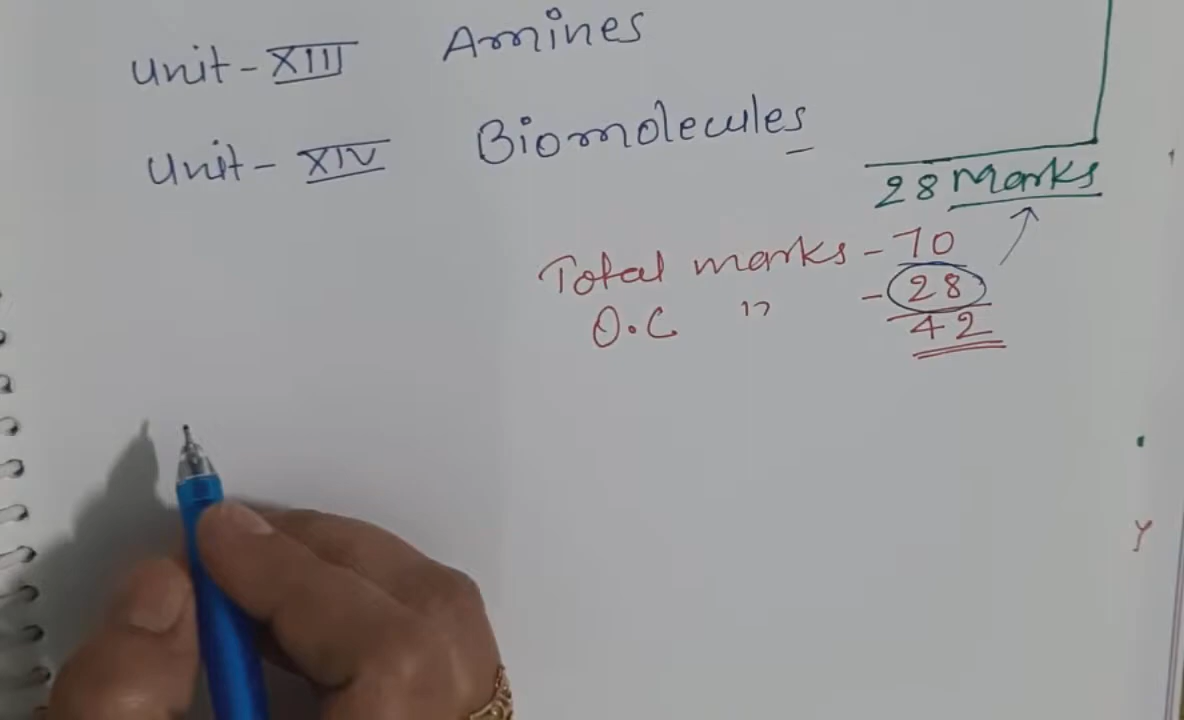 Unit - XIII Amines
Unit - XIV Biomolecules
28 Marks
Total marks - 70
O.C " - 28
42
y